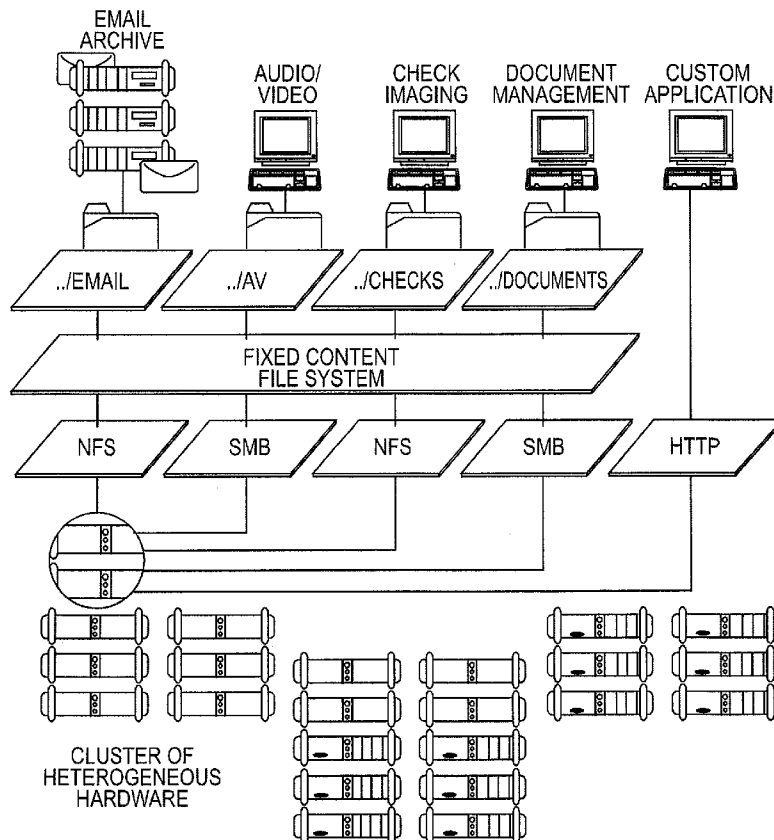 EMAIL
ARCHIVE
AUDIO/
VIDEO
CHECK
IMAGING
DOCUMENT
MANAGEMENT
CUSTOM
APPLICATION
../EMAIL
../AV
../CHECKS
../DOCUMENTS
FIXED CONTENT
FILE SYSTEM
NFS
SMB
NFS
SMB
HTTP
CLUSTER OF
HETEROGENEOUS
HARDWARE